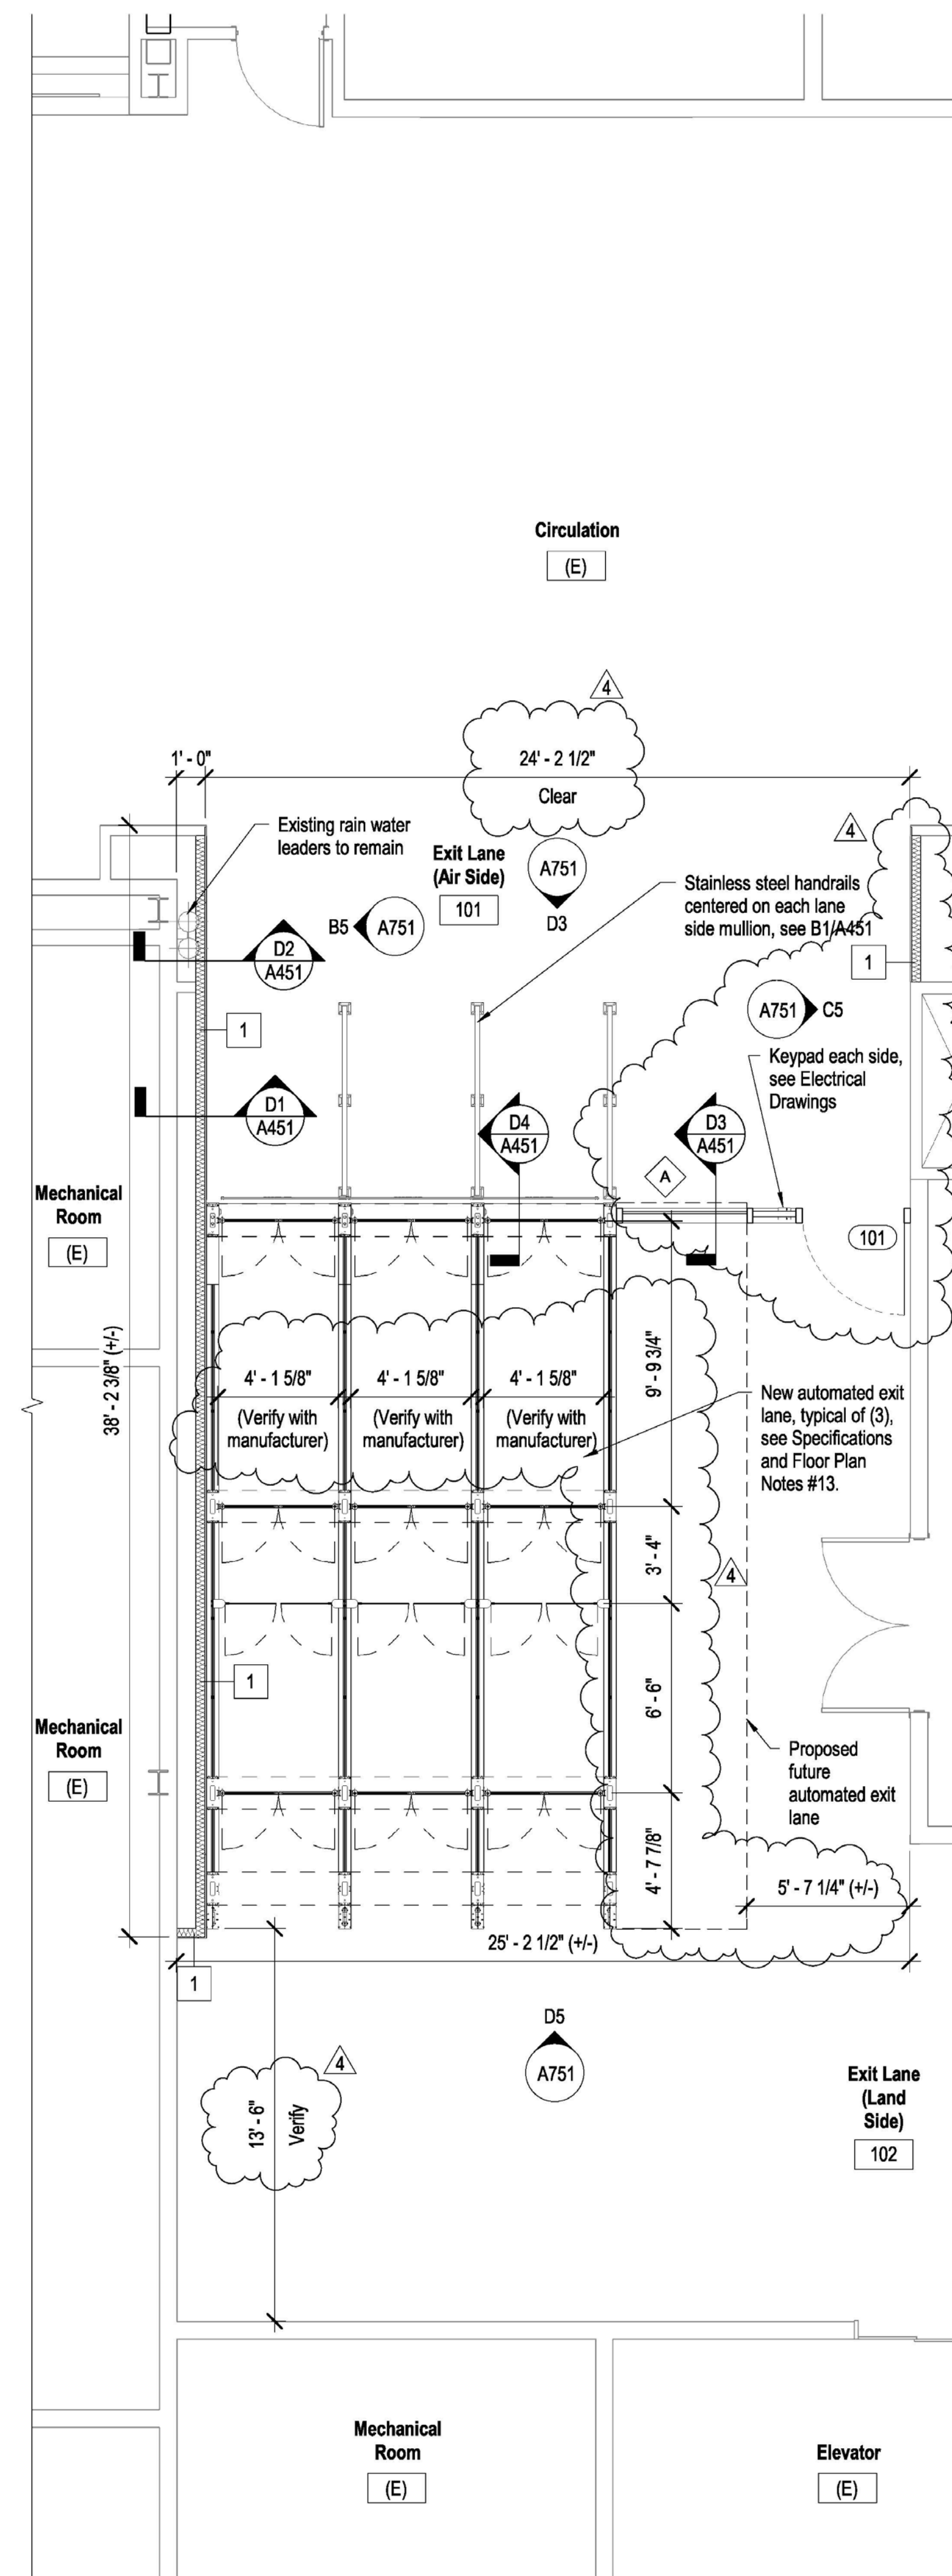 Circulation
(E)
4
24' - 2 1/2"
Clear
1' - 0"
Existing rain water
leaders to remain
4
Exit Lane
(Air Side)
101
A751
D3
Stainless steel handrails
centered on each lane
side mullion, see B1/A451
B5
A751
D2
A451
1
A751
C5
1
Keypad each side,
see Electrical
Drawings
D1
A451
D4
A451
D3
A451
A
Mechanical
Room
(E)
101
38' - 2 3/8" (+/-)
4' - 1 5/8"
(Verify with
manufacturer)
4' - 1 5/8"
(Verify with
manufacturer)
4' - 1 5/8"
(Verify with
manufacturer)
9' - 9 3/4"
New automated exit
lane, typical of (3),
see Specifications
and Floor Plan
Notes #13.
3' - 4"
4
1
6' - 6"
Mechanical
Room
(E)
Proposed
future
automated exit
lane
4' - 7 7/8"
5' - 7 1/4" (+/-)
25' - 2 1/2" (+/-)
1
D5
A751
4
13' - 6"
Verify
Exit Lane
(Land
Side)
102
Mechanical
Room
(E)
Elevator
(E)